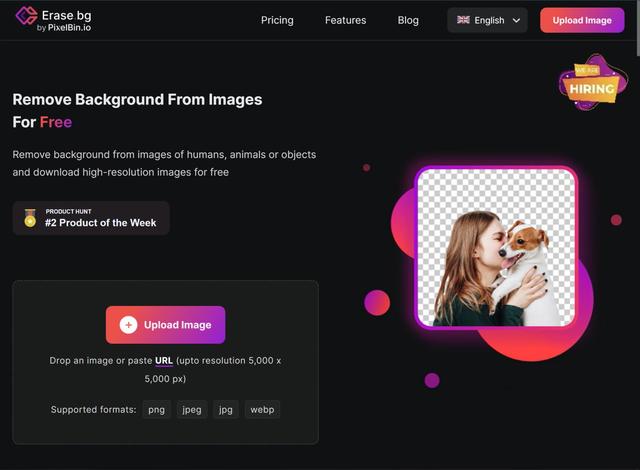 Erase bg
by PixelBin.io
Pricing
Features
Blog
English
Upload Image
WE ARE
HIRING
Remove Background From Images
For Free
Remove background from images of humans, animals or objects
and download high-resolution images for free
PRODUCT HUNT
#2 Product of the Week
Upload Image
Drop an image or paste URL (upto resolution 5,000 x
5,000 px)
Supported formats: png jpeg jpg webp